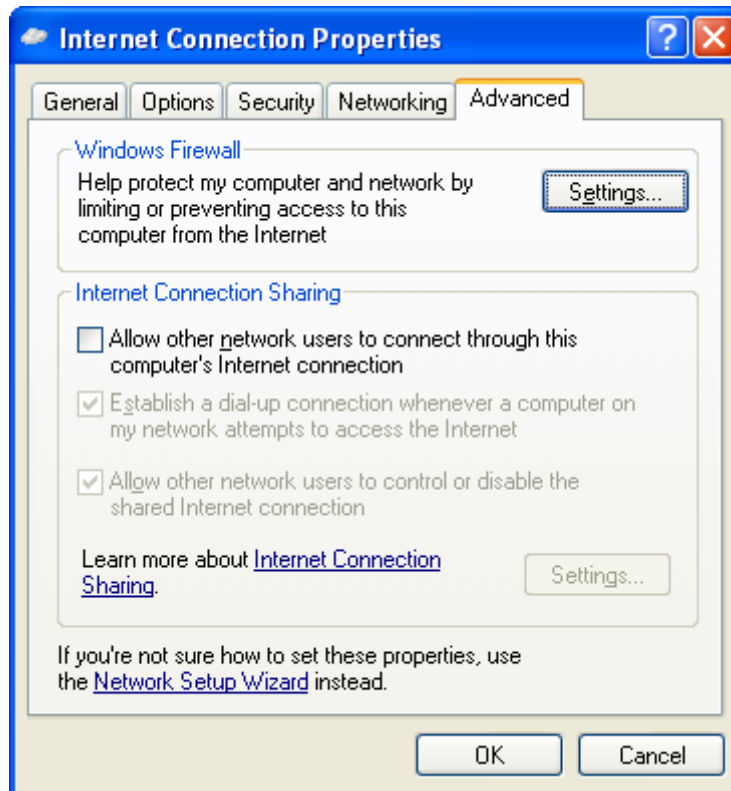 Internet Connection Properties
General Options Security Networking Advanced
Windows Firewall
Help protect my computer and network by
limiting or preventing access to this
computer from the Internet
Settings...
Internet Connection Sharing
Allow other network users to connect through this
computer's Internet connection
Establish a dial-up connection whenever a computer on
my network attempts to access the Internet
Allow other network users to control or disable the
shared Internet connection
Learn more about Internet Connection
Sharing.
Settings...
If you're not sure how to set these properties, use
the Network Setup Wizard instead.
OK Cancel